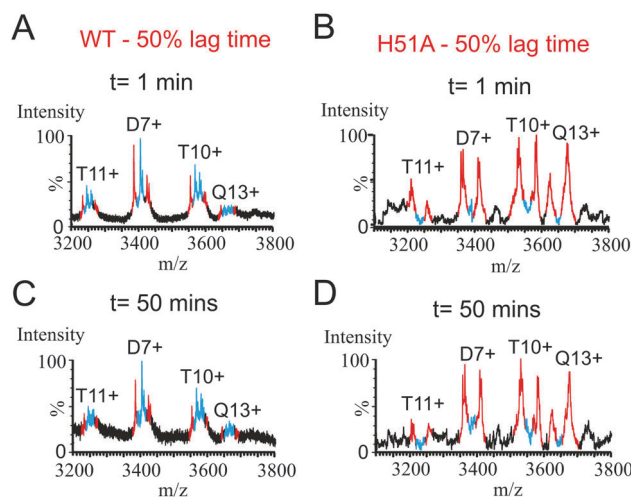 A
WT - 50% lag time
t= 1 min
Intensity
100
%
0
T11+
D7+
T10+
Q13+
3200 3400 3600 3800
m/z
B
H51A - 50% lag time
t= 1 min
Intensity
100
%
0
T11+
D7+
T10+
Q13+
3200 3400 3600 3800
m/z
C
t= 50 mins
Intensity
100
%
0
T11+
D7+
T10+
Q13+
3200 3400 3600 3800
m/z
D
t= 50 mins
Intensity
100
%
0
T11+
D7+
T10+
Q13+
3200 3400 3600 3800
m/z